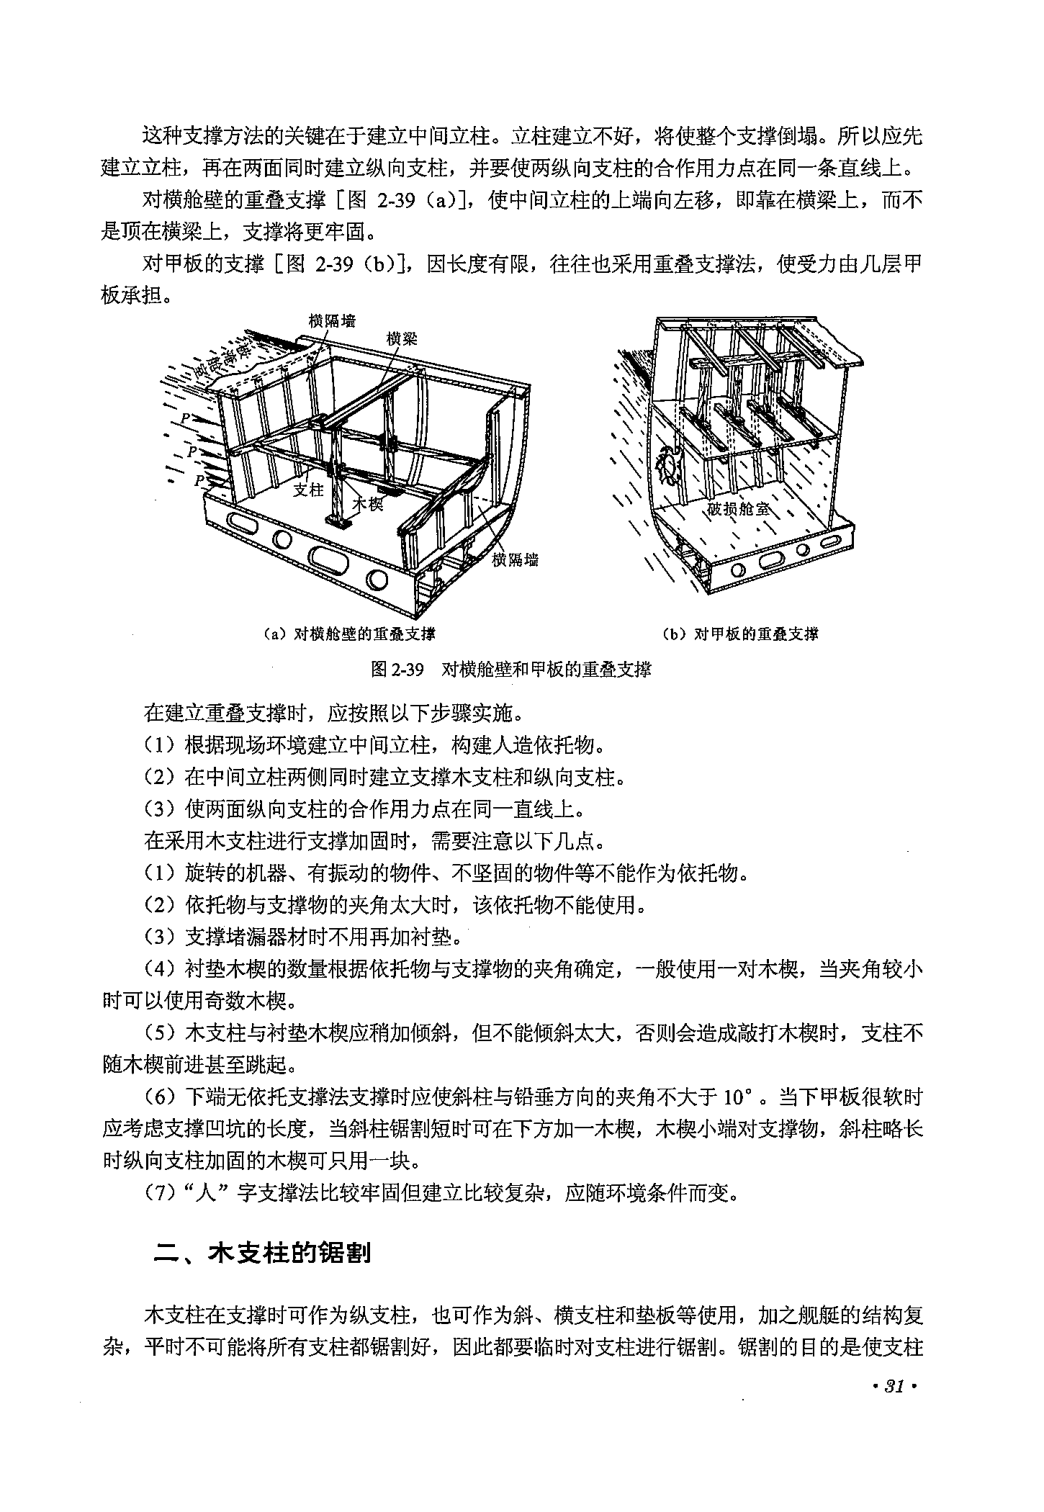 这种支撑方法的关键在于建立中间立柱。立柱建立不好，将使整个支撑倒塌。所以应先
建立立柱，再在两面同时建立纵向支柱，并要使两纵向支柱的合作用力点在同一条直线上。
对横舱壁的重叠支撑［图 2-39（a）］，使中间立柱的上端向左移，即靠在横梁上，而不
是顶在横梁上，支撑将更牢固。
对甲板的支撑［图 2-39（b）］，因长度有限，往往也采用重叠支撑法，使受力由几层甲
板承担。
横隔墙
横梁
P
P
P
支柱
木楔
横隔墙
破损舱室
（a）对横舱壁的重叠支撑
（b）对甲板的重叠支撑
图 2-39　对横舱壁和甲板的重叠支撑
在建立重叠支撑时，应按照以下步骤实施。
（1）根据现场环境建立中间立柱，构建人造依托物。
（2）在中间立柱两侧同时建立支撑木支柱和纵向支柱。
（3）使两面纵向支柱的合作用力点在同一直线上。
在采用木支柱进行支撑加固时，需要注意以下几点。
（1）旋转的机器、有振动的物件、不坚固的物件等不能作为依托物。
（2）依托物与支撑物的夹角太大时，该依托物不能使用。
（3）支撑堵漏器材时不用再加衬垫。
（4）衬垫木楔的数量根据依托物与支撑物的夹角确定，一般使用一对木楔，当夹角较小
时可以使用奇数木楔。
（5）木支柱与衬垫木楔应稍加倾斜，但不能倾斜太大，否则会造成敲打木楔时，支柱不
随木楔前进甚至跳起。
（6）下端无依托支撑法支撑时应使斜柱与铅垂方向的夹角不大于 10°。当下甲板很软时
应考虑支撑凹坑的长度，当斜柱锯割短时可在下方加一木楔，木楔小端对支撑物，斜柱略长
时纵向支柱加固的木楔可只用一块。
（7）“人”字支撑法比较牢固但建立比较复杂，应随环境条件而变。
二、木支柱的锯割
木支柱在支撑时可作为纵支柱，也可作为斜、横支柱和垫板等使用，加之舰艇的结构复
杂，平时不可能将所有支柱都锯割好，因此都要临时对支柱进行锯割。锯割的目的是使支柱
·31·